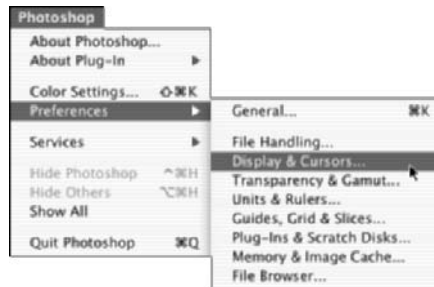 Photoshop
About Photoshop...
About Plug-In ▶
Color Settings... ⇧⌘K
Preferences ▶
Services ▶
Hide Photoshop ^⌘H
Hide Others ⌥⌘H
Show All
Quit Photoshop ⌘Q
General... ⌘K
File Handling...
Display & Cursors...
Transparency & Gamut...
Units & Rulers...
Guides, Grid & Slices...
Plug-Ins & Scratch Disks...
Memory & Image Cache...
File Browser...